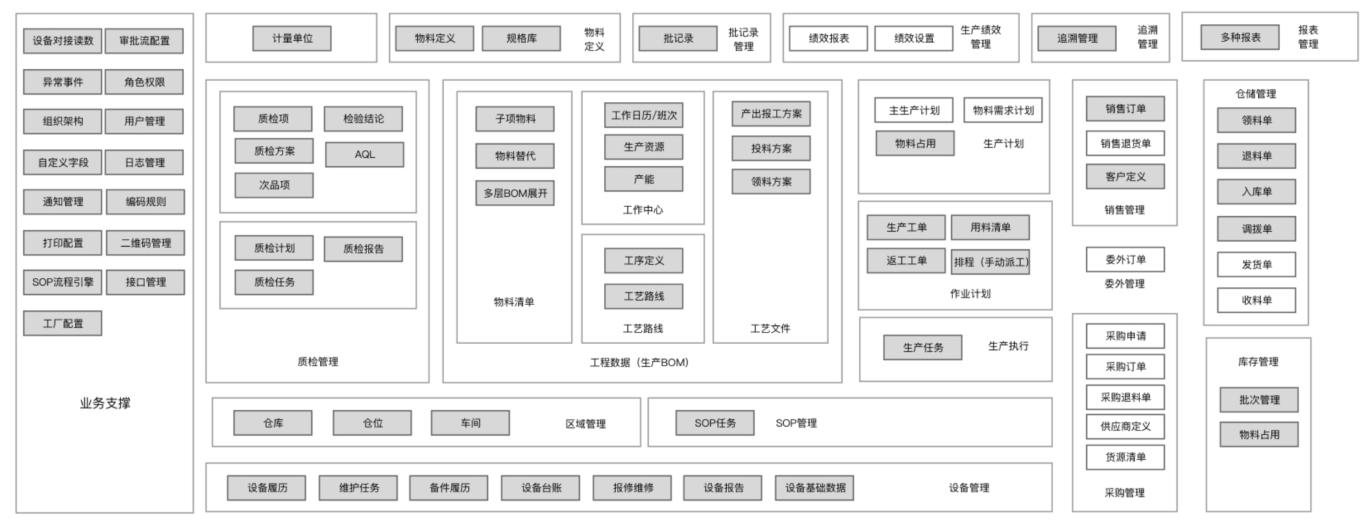 设备对接读数
审批流配置
异常事件
角色权限
组织架构
用户管理
自定义字段
日志管理
通知管理
编码规则
打印配置
二维码管理
SOP流程引擎
接口管理
工厂配置
业务支撑
计量单位
物料定义
规格库
物料
定义
批记录
批记录
管理
绩效报表
绩效设置
生产绩效
管理
追溯管理
追溯
管理
多种报表
报表
管理
质检项
检验结论
质检方案
AQL
次品项
质检计划
质检报告
质检任务
质检管理
子项物料
物料替代
多层BOM展开
物料清单
工作日历/班次
生产资源
产能
工作中心
工序定义
工艺路线
工艺路线
产出报工方案
投料方案
领料方案
工艺文件
工程数据（生产BOM）
主生产计划
物料需求计划
物料占用
生产计划
生产工单
用料清单
返工工单
排程（手动派工）
作业计划
生产任务
生产执行
销售订单
销售退货单
客户定义
销售管理
委外订单
委外管理
采购申请
采购订单
采购退料单
供应商定义
货源清单
采购管理
仓储管理
领料单
退料单
入库单
调拨单
发货单
收料单
库存管理
批次管理
物料占用
仓库
仓位
车间
区域管理
SOP任务
SOP管理
设备履历
维护任务
备件履历
设备台账
报修维修
设备报告
设备基础数据
设备管理